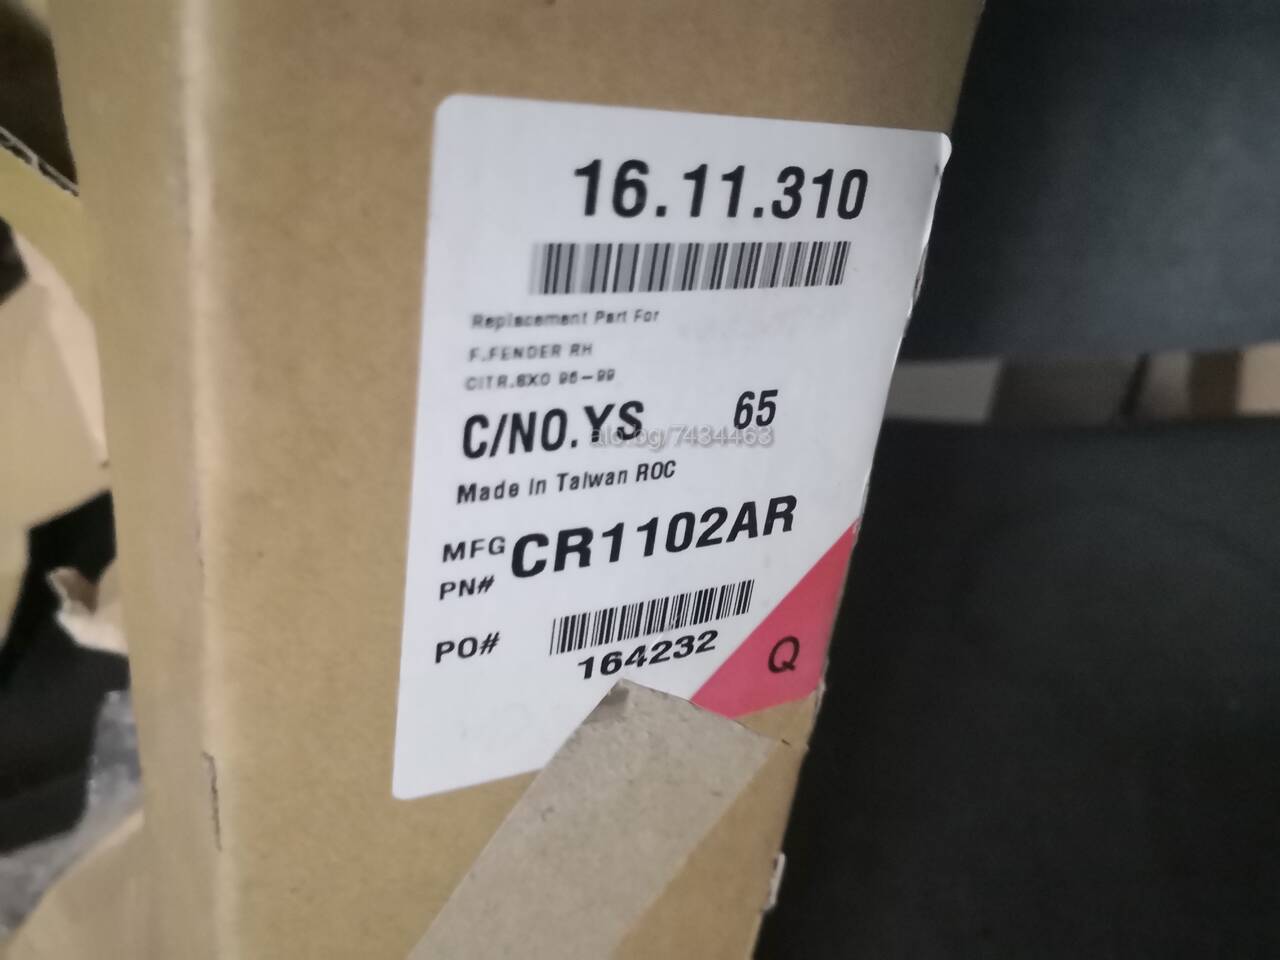 16.11.310
Replacement Part For
F.FENDER RH
CITR.SXO 96-99
C/NO.YS 65
alo.bg/7434463
Made In Taiwan ROC
MFG PN# CR1102AR
PO# 164232
Q